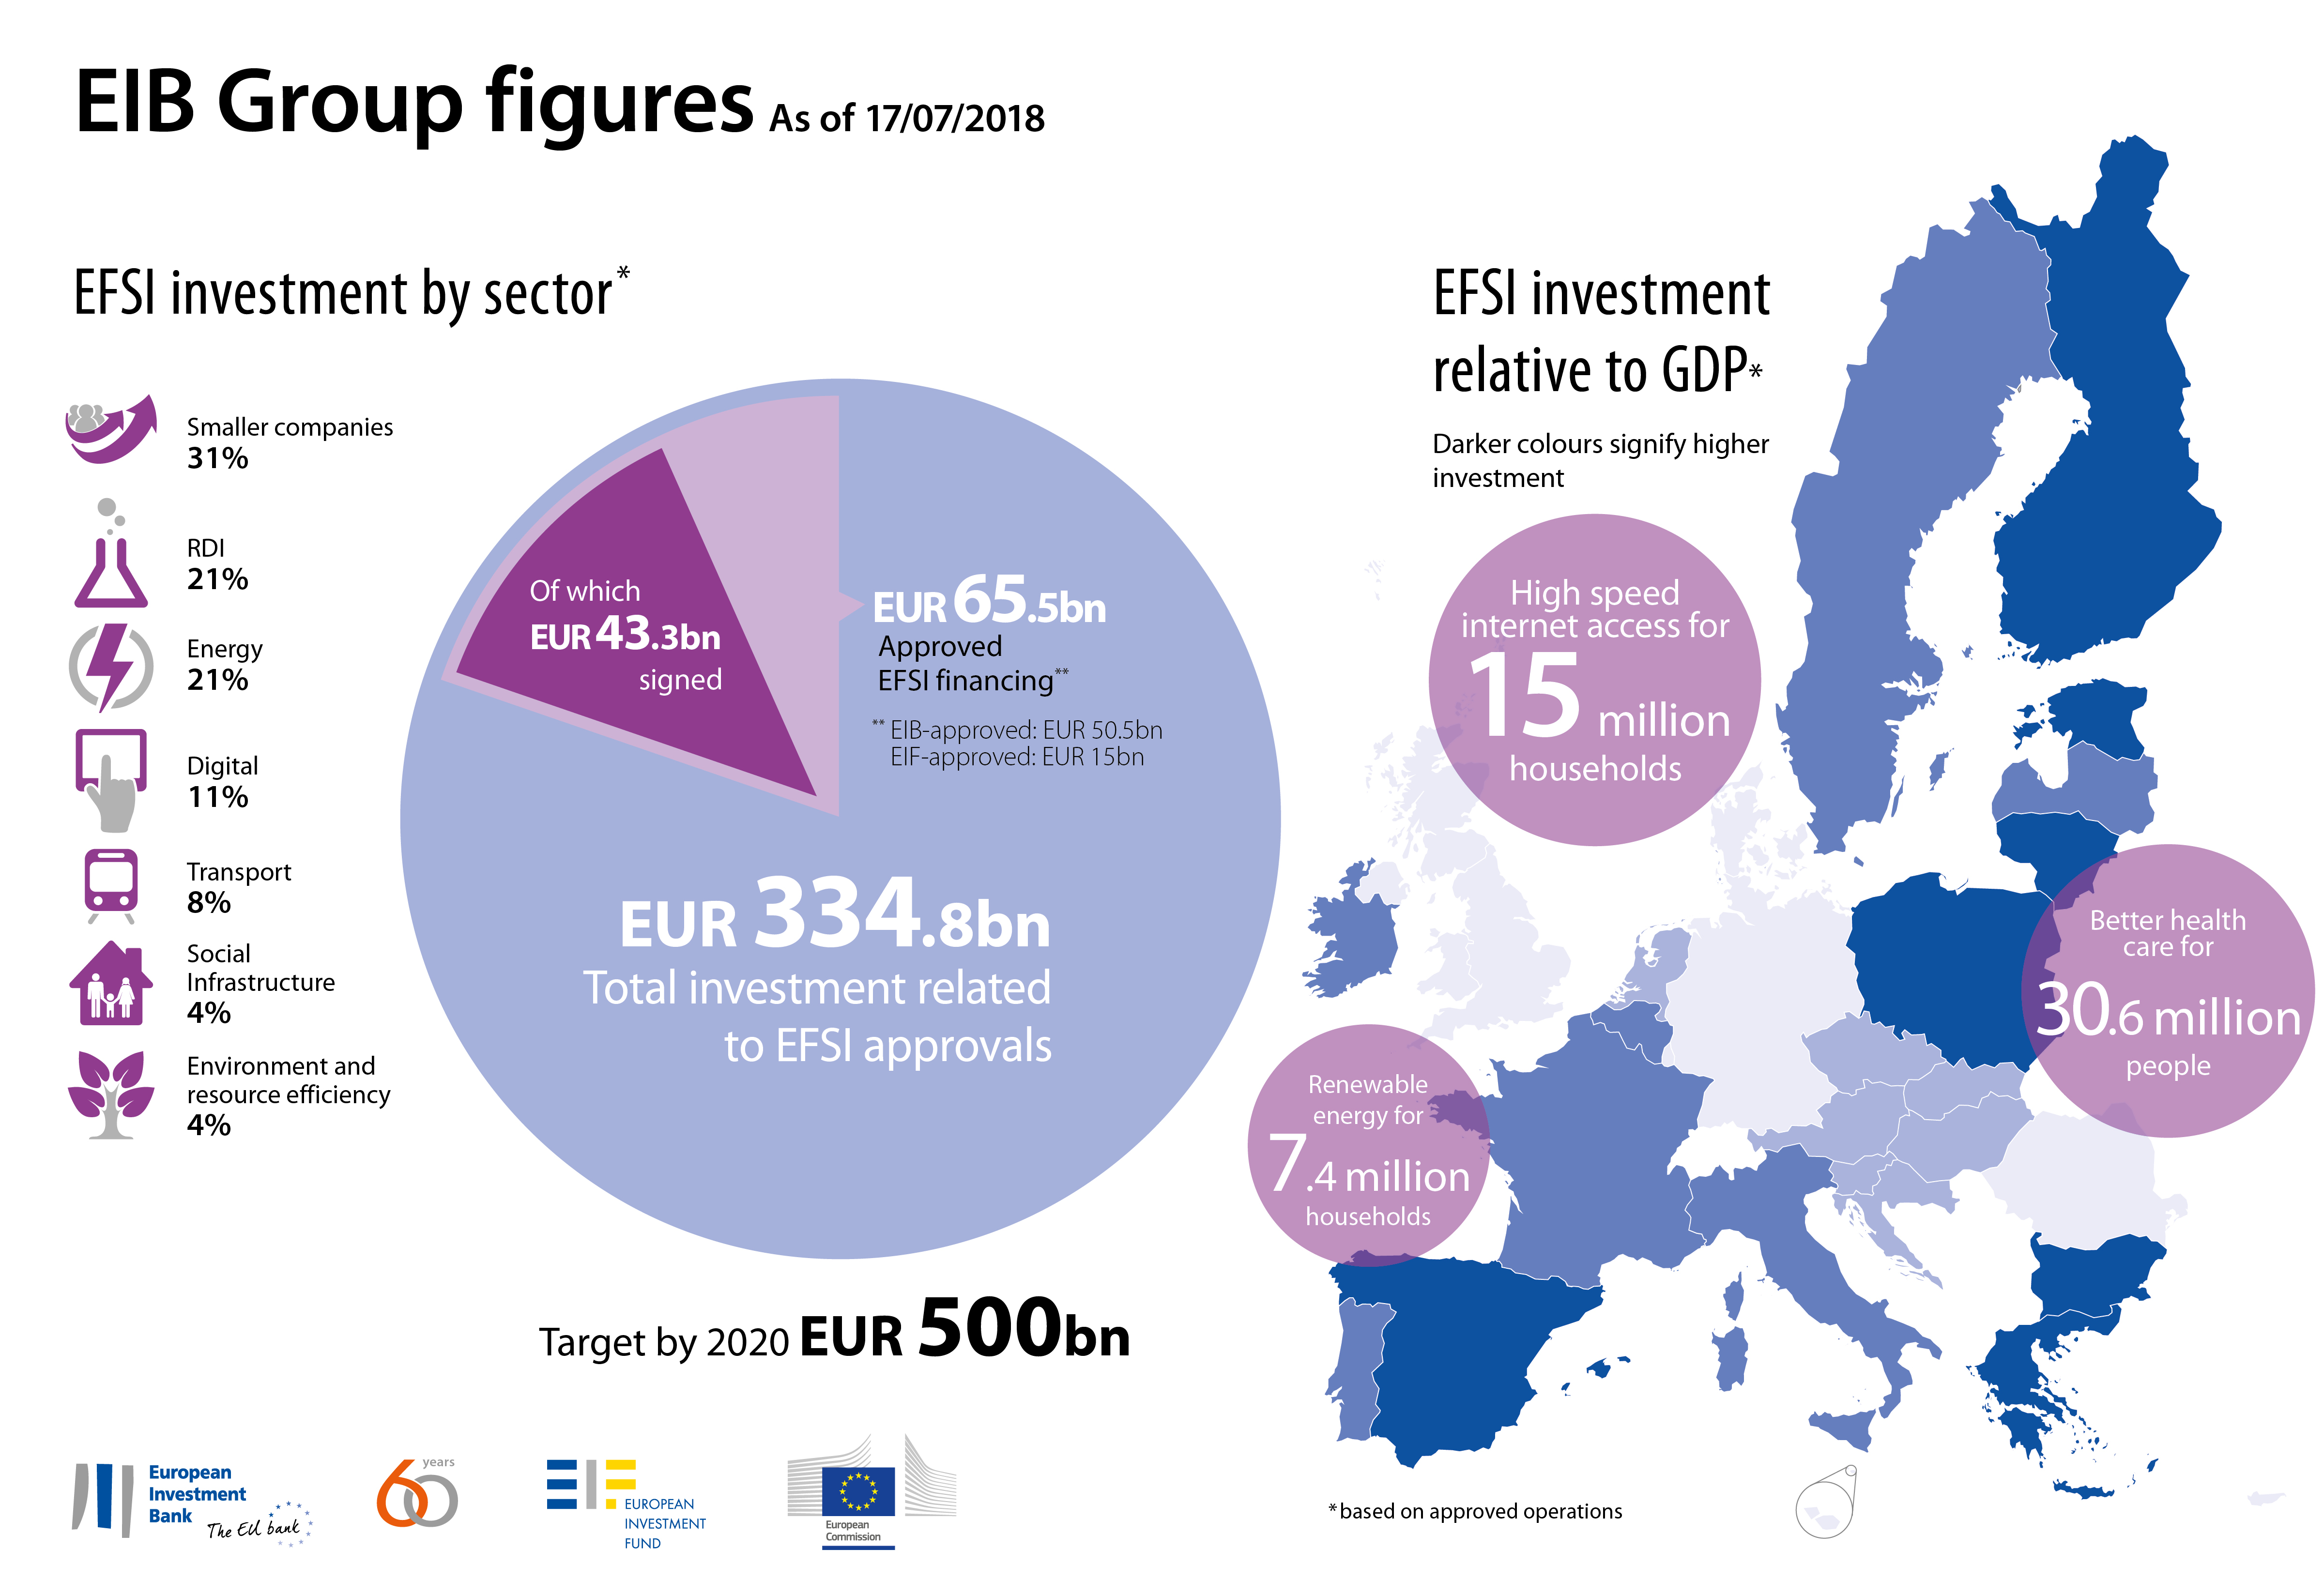 EIB Group figures As of 17/07/2018
EFSI investment by sector*
Smaller companies
31%
RDI
21%
Energy
21%
Digital
11%
Transport
8%
Social
Infrastructure
4%
Environment and
resource efficiency
4%
Of which
EUR 43.3bn
signed
EUR 65.5bn
Approved
EFSI financing**
** EIB-approved: EUR 50.5bn
EIF-approved: EUR 15bn
EUR 334.8bn
Total investment related
to EFSI approvals
Target by 2020 EUR 500bn
EFSI investment
relative to GDP*
Darker colours signify higher
investment
High speed
internet access for
15 million
households
Better health
care for
30.6 million
people
Renewable
energy for
7.4 million
households
* based on approved operations
European
Investment
Bank
The EU bank
60 years
EIF
EUROPEAN
INVESTMENT
FUND
European
Commission